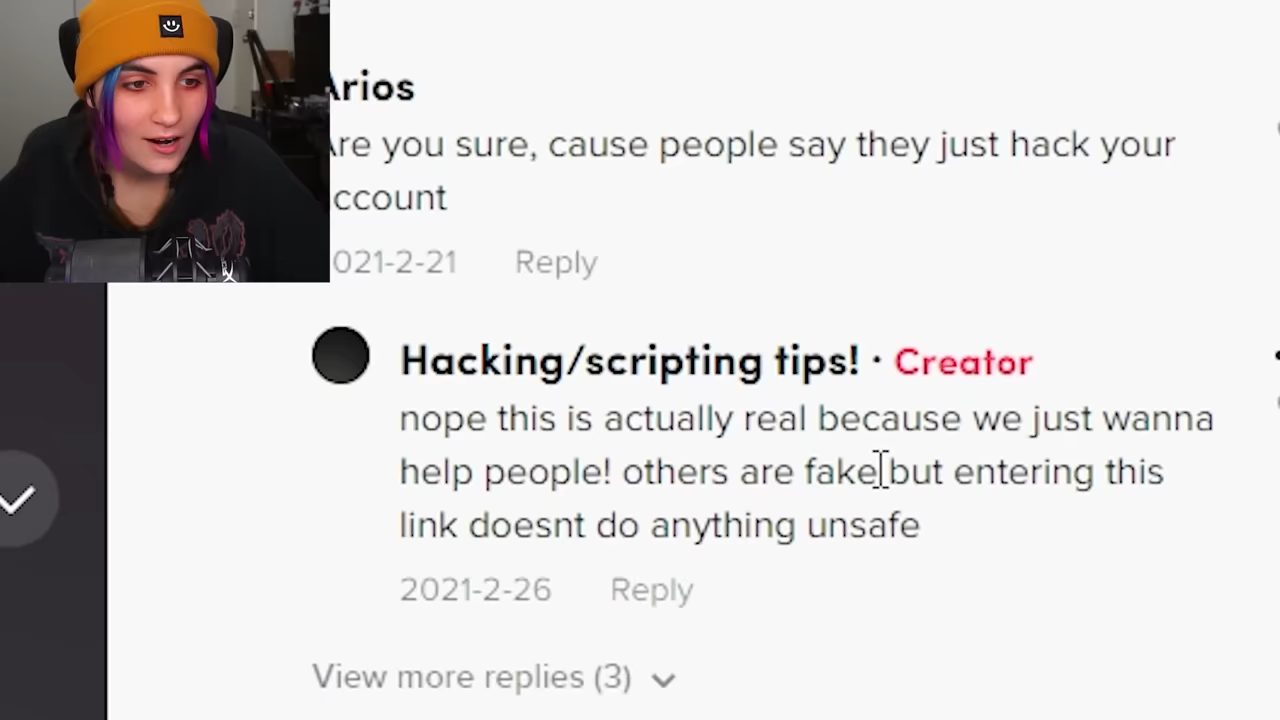 Arios
Are you sure, cause people say they just hack your
ccount
021-2-21 Reply
Hacking/scripting tips! · Creator
nope this is actually real because we just wanna
help people! others are fake but entering this
link doesnt do anything unsafe
2021-2-26 Reply
View more replies (3)